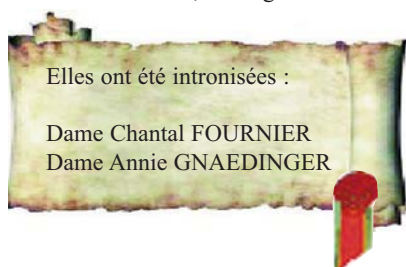 Elles ont été intronisées :
Dame Chantal FOURNIER
Dame Annie GNAEDINGER